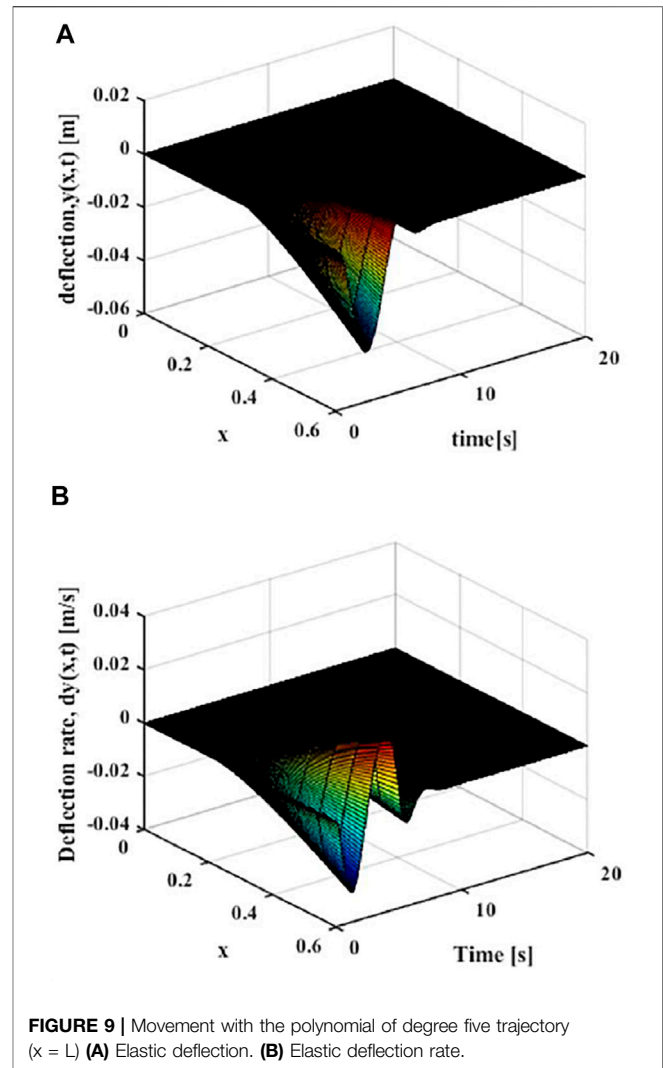 A
deflection,y(x,t) [m]
0.02
0
-0.02
-0.04
-0.06
0
0.2
0.4
0.6
x
0
10
20
time[s]
B
Deflection rate, dy(x,t) [m/s]
0.04
0.02
0
-0.02
-0.04
0
0.2
0.4
0.6
x
0
10
20
Time [s]
FIGURE 9 | Movement with the polynomial of degree five trajectory
(x = L) (A) Elastic deflection. (B) Elastic deflection rate.